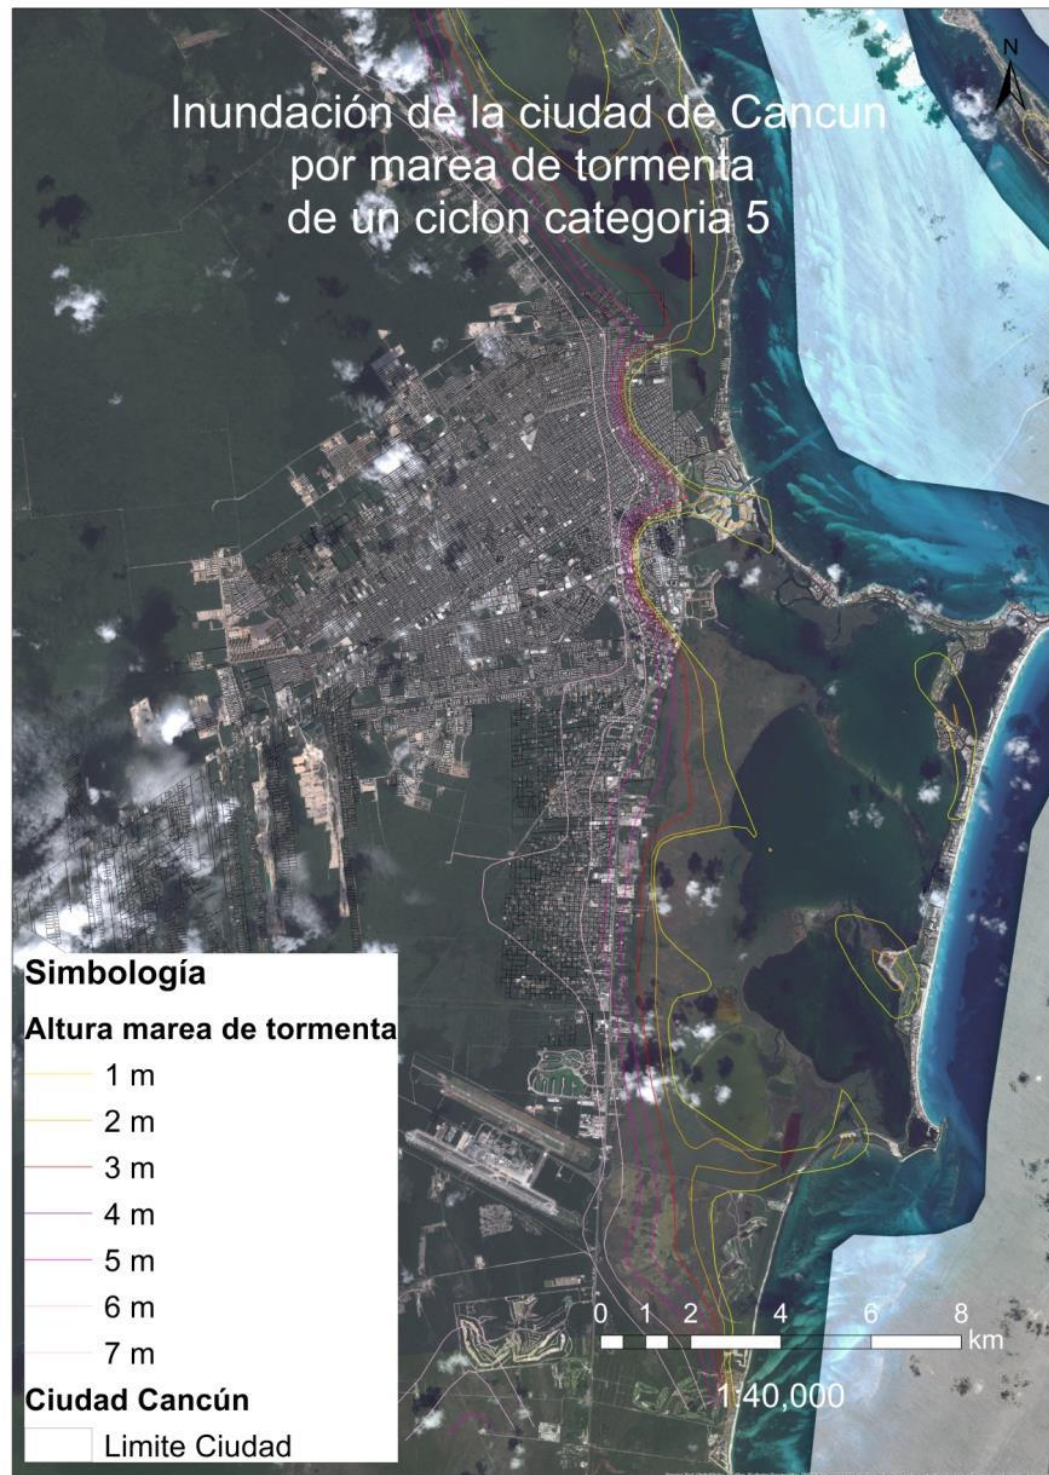 N
Inundación de la ciudad de Cancun
por marea de tormenta
de un ciclon categoria 5
Simbología
Altura marea de tormenta
1 m
2 m
3 m
4 m
5 m
6 m
7 m
Ciudad Cancún
Limite Ciudad
0 1 2 4 6 8
km
1:40,000